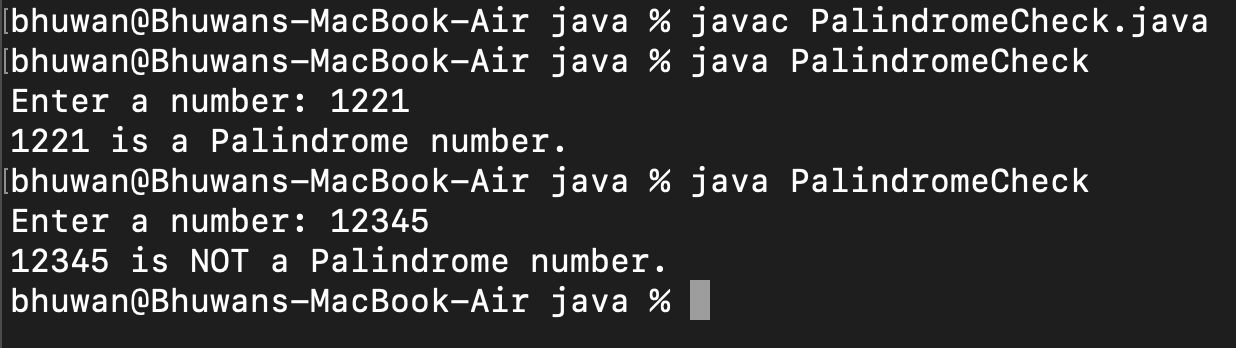 [bhuwan@Bhuwans-MacBook-Air java % javac PalindromeCheck.java
[bhuwan@Bhuwans-MacBook-Air java % java PalindromeCheck
Enter a number: 1221
1221 is a Palindrome number.
[bhuwan@Bhuwans-MacBook-Air java % java PalindromeCheck
Enter a number: 12345
12345 is NOT a Palindrome number.
bhuwan@Bhuwans-MacBook-Air java %